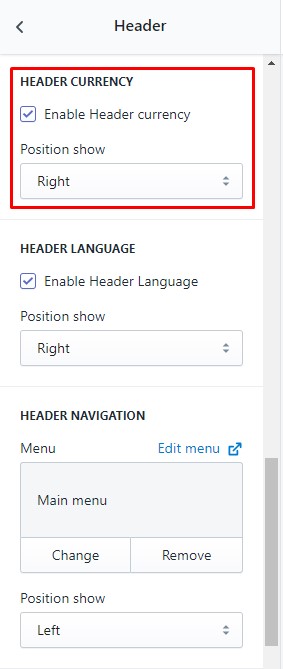 Header
HEADER CURRENCY
Enable Header currency
Position show
Right
HEADER LANGUAGE
Enable Header Language
Position show
Right
HEADER NAVIGATION
Menu Edit menu
Main menu
Change Remove
Position show
Left